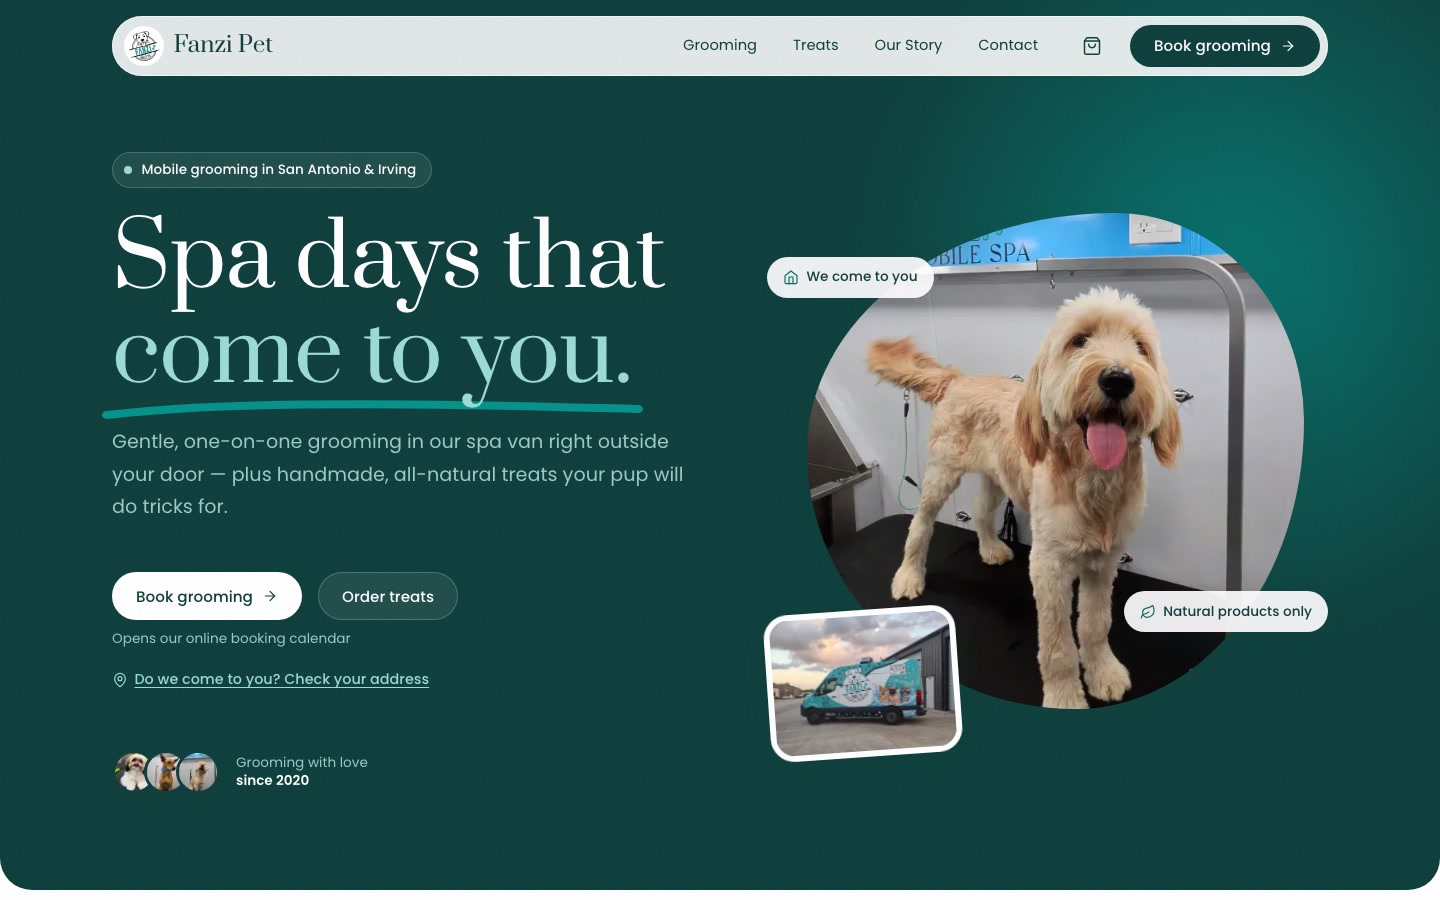 Fanzi Pet
Grooming
Treats
Our Story
Contact
Book grooming
Mobile grooming in San Antonio & Irving
Spa days that
come to you.
Gentle, one-on-one grooming in our spa van right outside
your door — plus handmade, all-natural treats your pup will
do tricks for.
Book grooming
Order treats
Opens our online booking calendar
Do we come to you? Check your address
Grooming with love
since 2020
SPA
We come to you
Natural products only